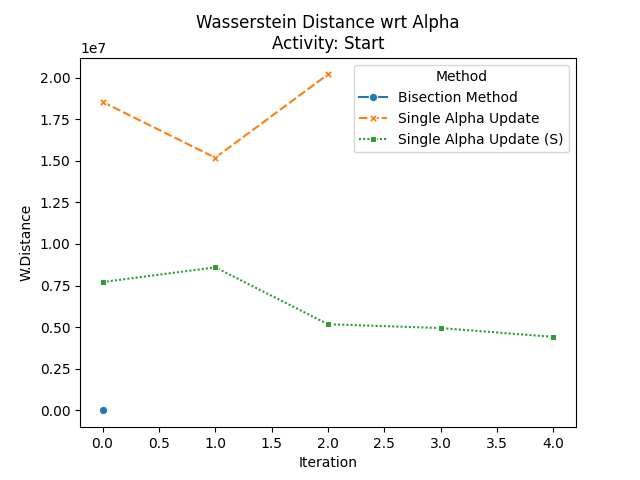 Wasserstein Distance wrt Alpha
Activity: Start
1e7
Method
Bisection Method
Single Alpha Update
Single Alpha Update (S)
2.00
1.75
1.50
1.25
1.00
0.75
0.50
0.25
0.00
W.Distance
0.0 0.5 1.0 1.5 2.0 2.5 3.0 3.5 4.0
Iteration